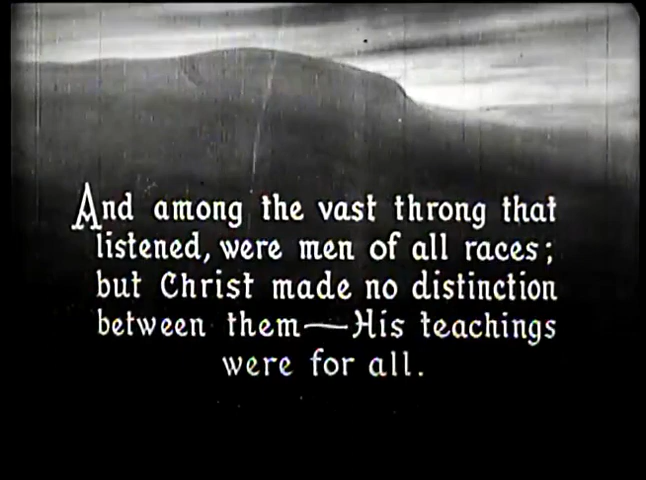 And among the vast throng that
listened, were men of all races;
but Christ made no distinction
between them—His teachings
were for all.